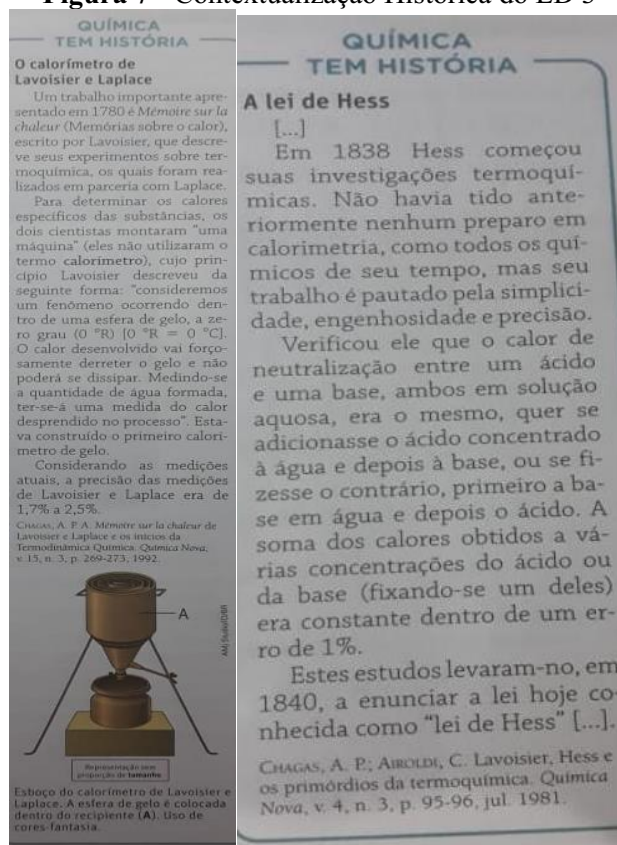 Figura 7 - Contextualização Histórica do LD 3
QUÍMICA
TEM HISTÓRIA
O calorímetro de
Lavoisier e Laplace
Um trabalho importante apre-
sentado em 1780 é Mémoire sur la
chaleur (Memórias sobre o calor),
escrito por Lavoisier, que descre-
ve seus experimentos sobre ter-
moquímica, os quais foram rea-
lizados em parceria com Laplace.
Para determinar os calores
específicos das substâncias, os
dois cientistas montaram "uma
máquina" (eles não utilizaram o
termo calorímetro), cujo prin-
cípio Lavoisier descreveu da
seguinte forma: "consideremos
um fenômeno ocorrendo den-
tro de uma esfera de gelo, a ze-
ro grau (0 °R) [0 °R = 0 °C].
O calor desenvolvido vai forço-
samente derreter o gelo e não
poderá se dissipar. Medindo-se
a quantidade de água formada,
ter-se-á uma medida do calor
desprendido no processo". Esta-
va construído o primeiro calorí-
metro de gelo.
Considerando as medições
atuais, a precisão das medições
de Lavoisier e Laplace era de
1,7% a 2,5%.
CHAGAS, A. P. A. Mémoire sur la chaleur de
Lavoisier e Laplace e os inícios da
Termodinâmica Química. Química Nova,
v. 15, n. 3, p. 269-273, 1992.
A
Representação sem
proporção de tamanho
Esboço do calorímetro de Lavoisier e
Laplace. A esfera de gelo é colocada
dentro do recipiente (A). Uso de
cores-fantasia.
QUÍMICA
TEM HISTÓRIA
A lei de Hess
[...]
Em 1838 Hess começou
suas investigações termoquí-
micas. Não havia tido ante-
riormente nenhum preparo em
calorimetria, como todos os quí-
micos de seu tempo, mas seu
trabalho é pautado pela simplici-
dade, engenhosidade e precisão.
Verificou ele que o calor de
neutralização entre um ácido
e uma base, ambos em solução
aquosa, era o mesmo, quer se
adicionasse o ácido concentrado
à água e depois à base, ou se fi-
zesse o contrário, primeiro a ba-
se em água e depois o ácido. A
soma dos calores obtidos a vá-
rias concentrações do ácido ou
da base (fixando-se um deles)
era constante dentro de um er-
ro de 1%.
Estes estudos levaram-no, em
1840, a enunciar a lei hoje co-
nhecida como "lei de Hess" [...].
CHAGAS, A. P.; AIROLDI, C. Lavoisier, Hess e
os primórdios da termoquímica. Química
Nova, v. 4, n. 3, p. 95-96, jul. 1981.